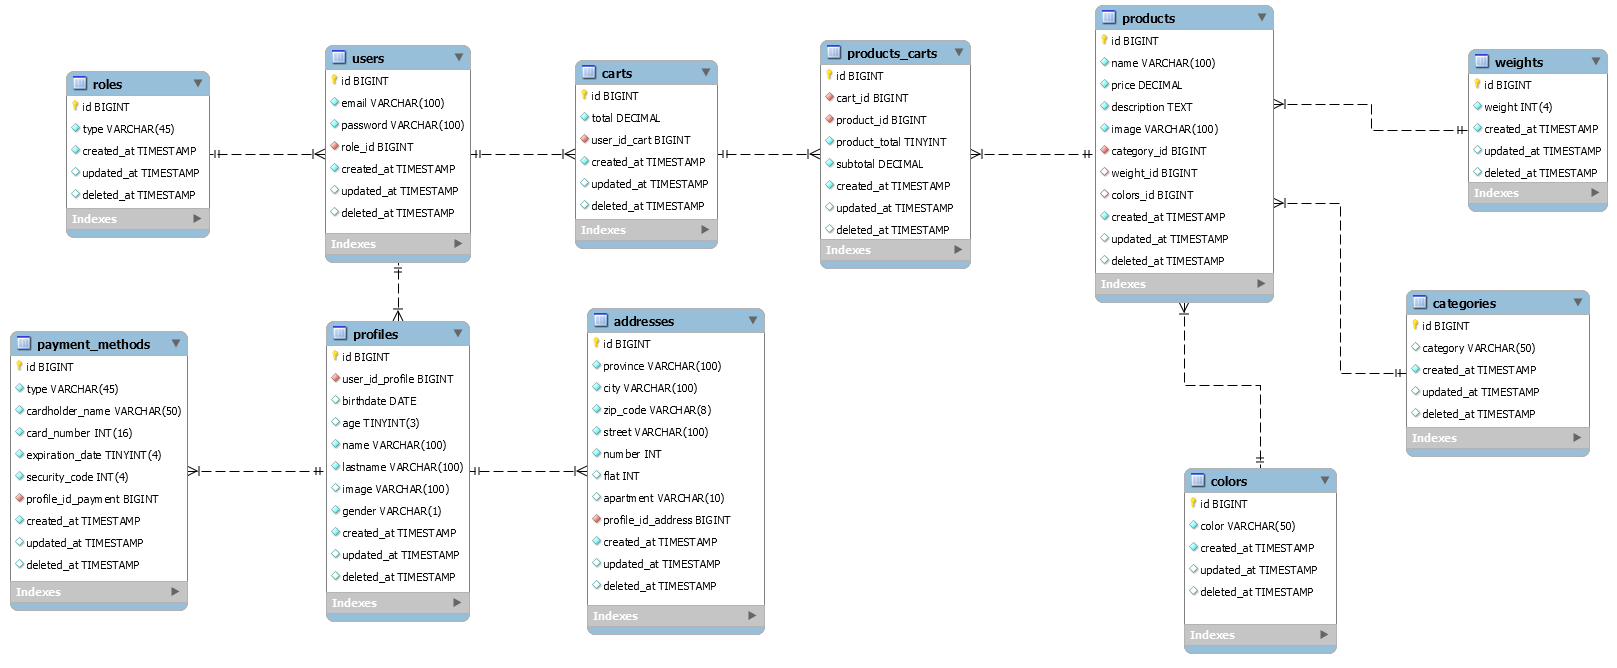 roles
id BIGINT
type VARCHAR(45)
created_at TIMESTAMP
updated_at TIMESTAMP
deleted_at TIMESTAMP
Indexes
users
id BIGINT
email VARCHAR(100)
password VARCHAR(100)
role_id BIGINT
created_at TIMESTAMP
updated_at TIMESTAMP
deleted_at TIMESTAMP
Indexes
carts
id BIGINT
total DECIMAL
user_id_cart BIGINT
created_at TIMESTAMP
updated_at TIMESTAMP
deleted_at TIMESTAMP
Indexes
products_carts
id BIGINT
cart_id BIGINT
product_id BIGINT
product_total TINYINT
subtotal DECIMAL
created_at TIMESTAMP
updated_at TIMESTAMP
deleted_at TIMESTAMP
Indexes
products
id BIGINT
name VARCHAR(100)
price DECIMAL
description TEXT
image VARCHAR(100)
category_id BIGINT
weight_id BIGINT
colors_id BIGINT
created_at TIMESTAMP
updated_at TIMESTAMP
deleted_at TIMESTAMP
Indexes
weights
id BIGINT
weight INT(4)
created_at TIMESTAMP
updated_at TIMESTAMP
deleted_at TIMESTAMP
Indexes
payment_methods
id BIGINT
type VARCHAR(45)
cardholder_name VARCHAR(50)
card_number INT(16)
expiration_date TINYINT(4)
security_code INT(4)
profile_id_payment BIGINT
created_at TIMESTAMP
updated_at TIMESTAMP
deleted_at TIMESTAMP
Indexes
profiles
id BIGINT
user_id_profile BIGINT
birthdate DATE
age TINYINT(3)
name VARCHAR(100)
lastname VARCHAR(100)
image VARCHAR(100)
gender VARCHAR(1)
created_at TIMESTAMP
updated_at TIMESTAMP
deleted_at TIMESTAMP
Indexes
addresses
id BIGINT
province VARCHAR(100)
city VARCHAR(100)
zip_code VARCHAR(8)
street VARCHAR(100)
number INT
flat INT
apartment VARCHAR(10)
profile_id_address BIGINT
created_at TIMESTAMP
updated_at TIMESTAMP
deleted_at TIMESTAMP
Indexes
categories
id BIGINT
category VARCHAR(50)
created_at TIMESTAMP
updated_at TIMESTAMP
deleted_at TIMESTAMP
Indexes
colors
id BIGINT
color VARCHAR(50)
created_at TIMESTAMP
updated_at TIMESTAMP
deleted_at TIMESTAMP
Indexes